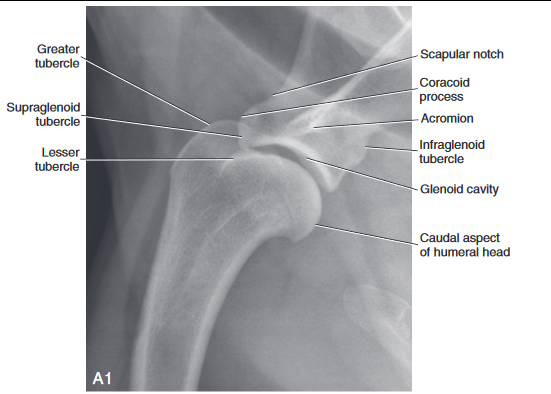 Greater
tubercle
Supraglenoid
tubercle
Lesser
tubercle
Scapular notch
Coracoid
process
Acromion
Infraglenoid
tubercle
Glenoid cavity
Caudal aspect
of humeral head
A1